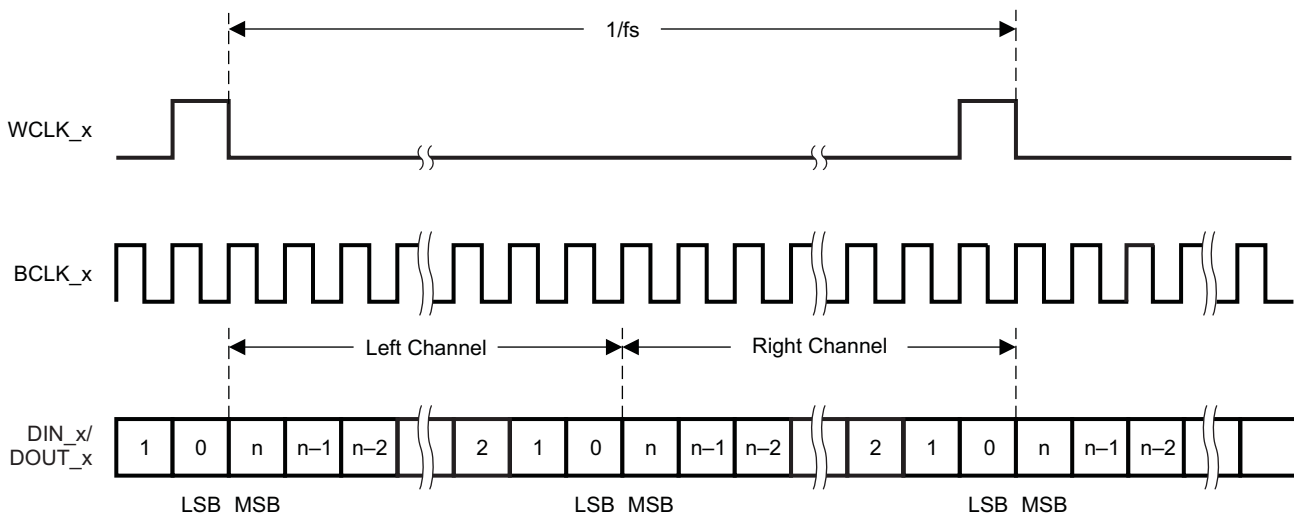 1/fs
WCLK_x
BCLK_x
Left Channel
Right Channel
DIN_x/
DOUT_x
1 0 n n–1 n–2 2 1 0 n n–1 n–2 2 1 0 n n–1 n–2
LSB MSB LSB MSB LSB MSB